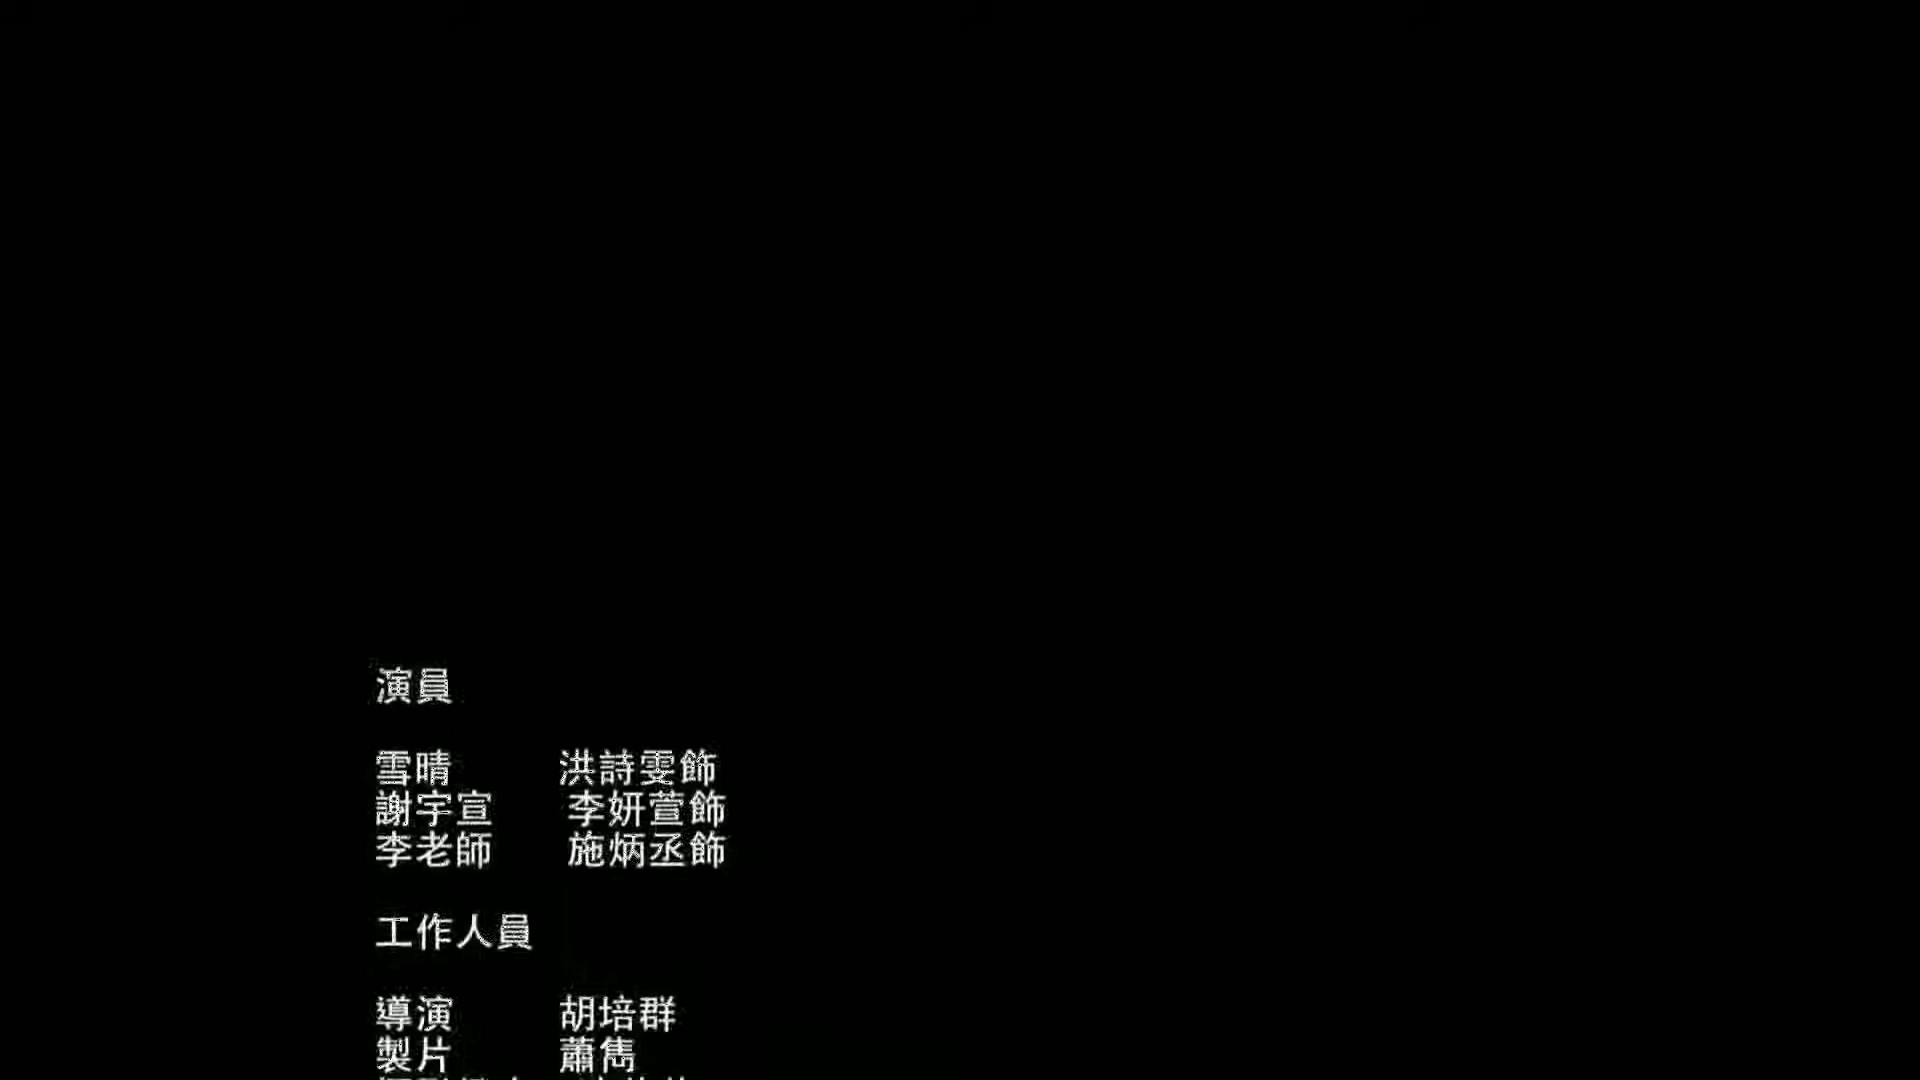 演員
雪晴 洪詩雯飾
謝宇宣 李妍萱飾
李老師 施炳丞飾
工作人員
導演 胡培群
製片 蕭雋